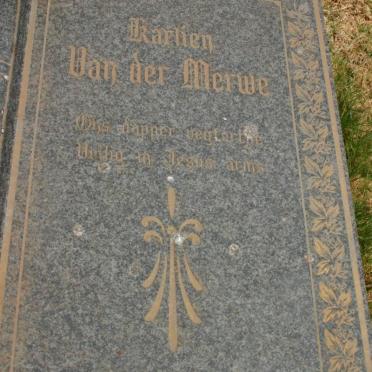 Karlien
Van der Merwe
Ons dapper vegtertjie
Veilig in Jesus arms